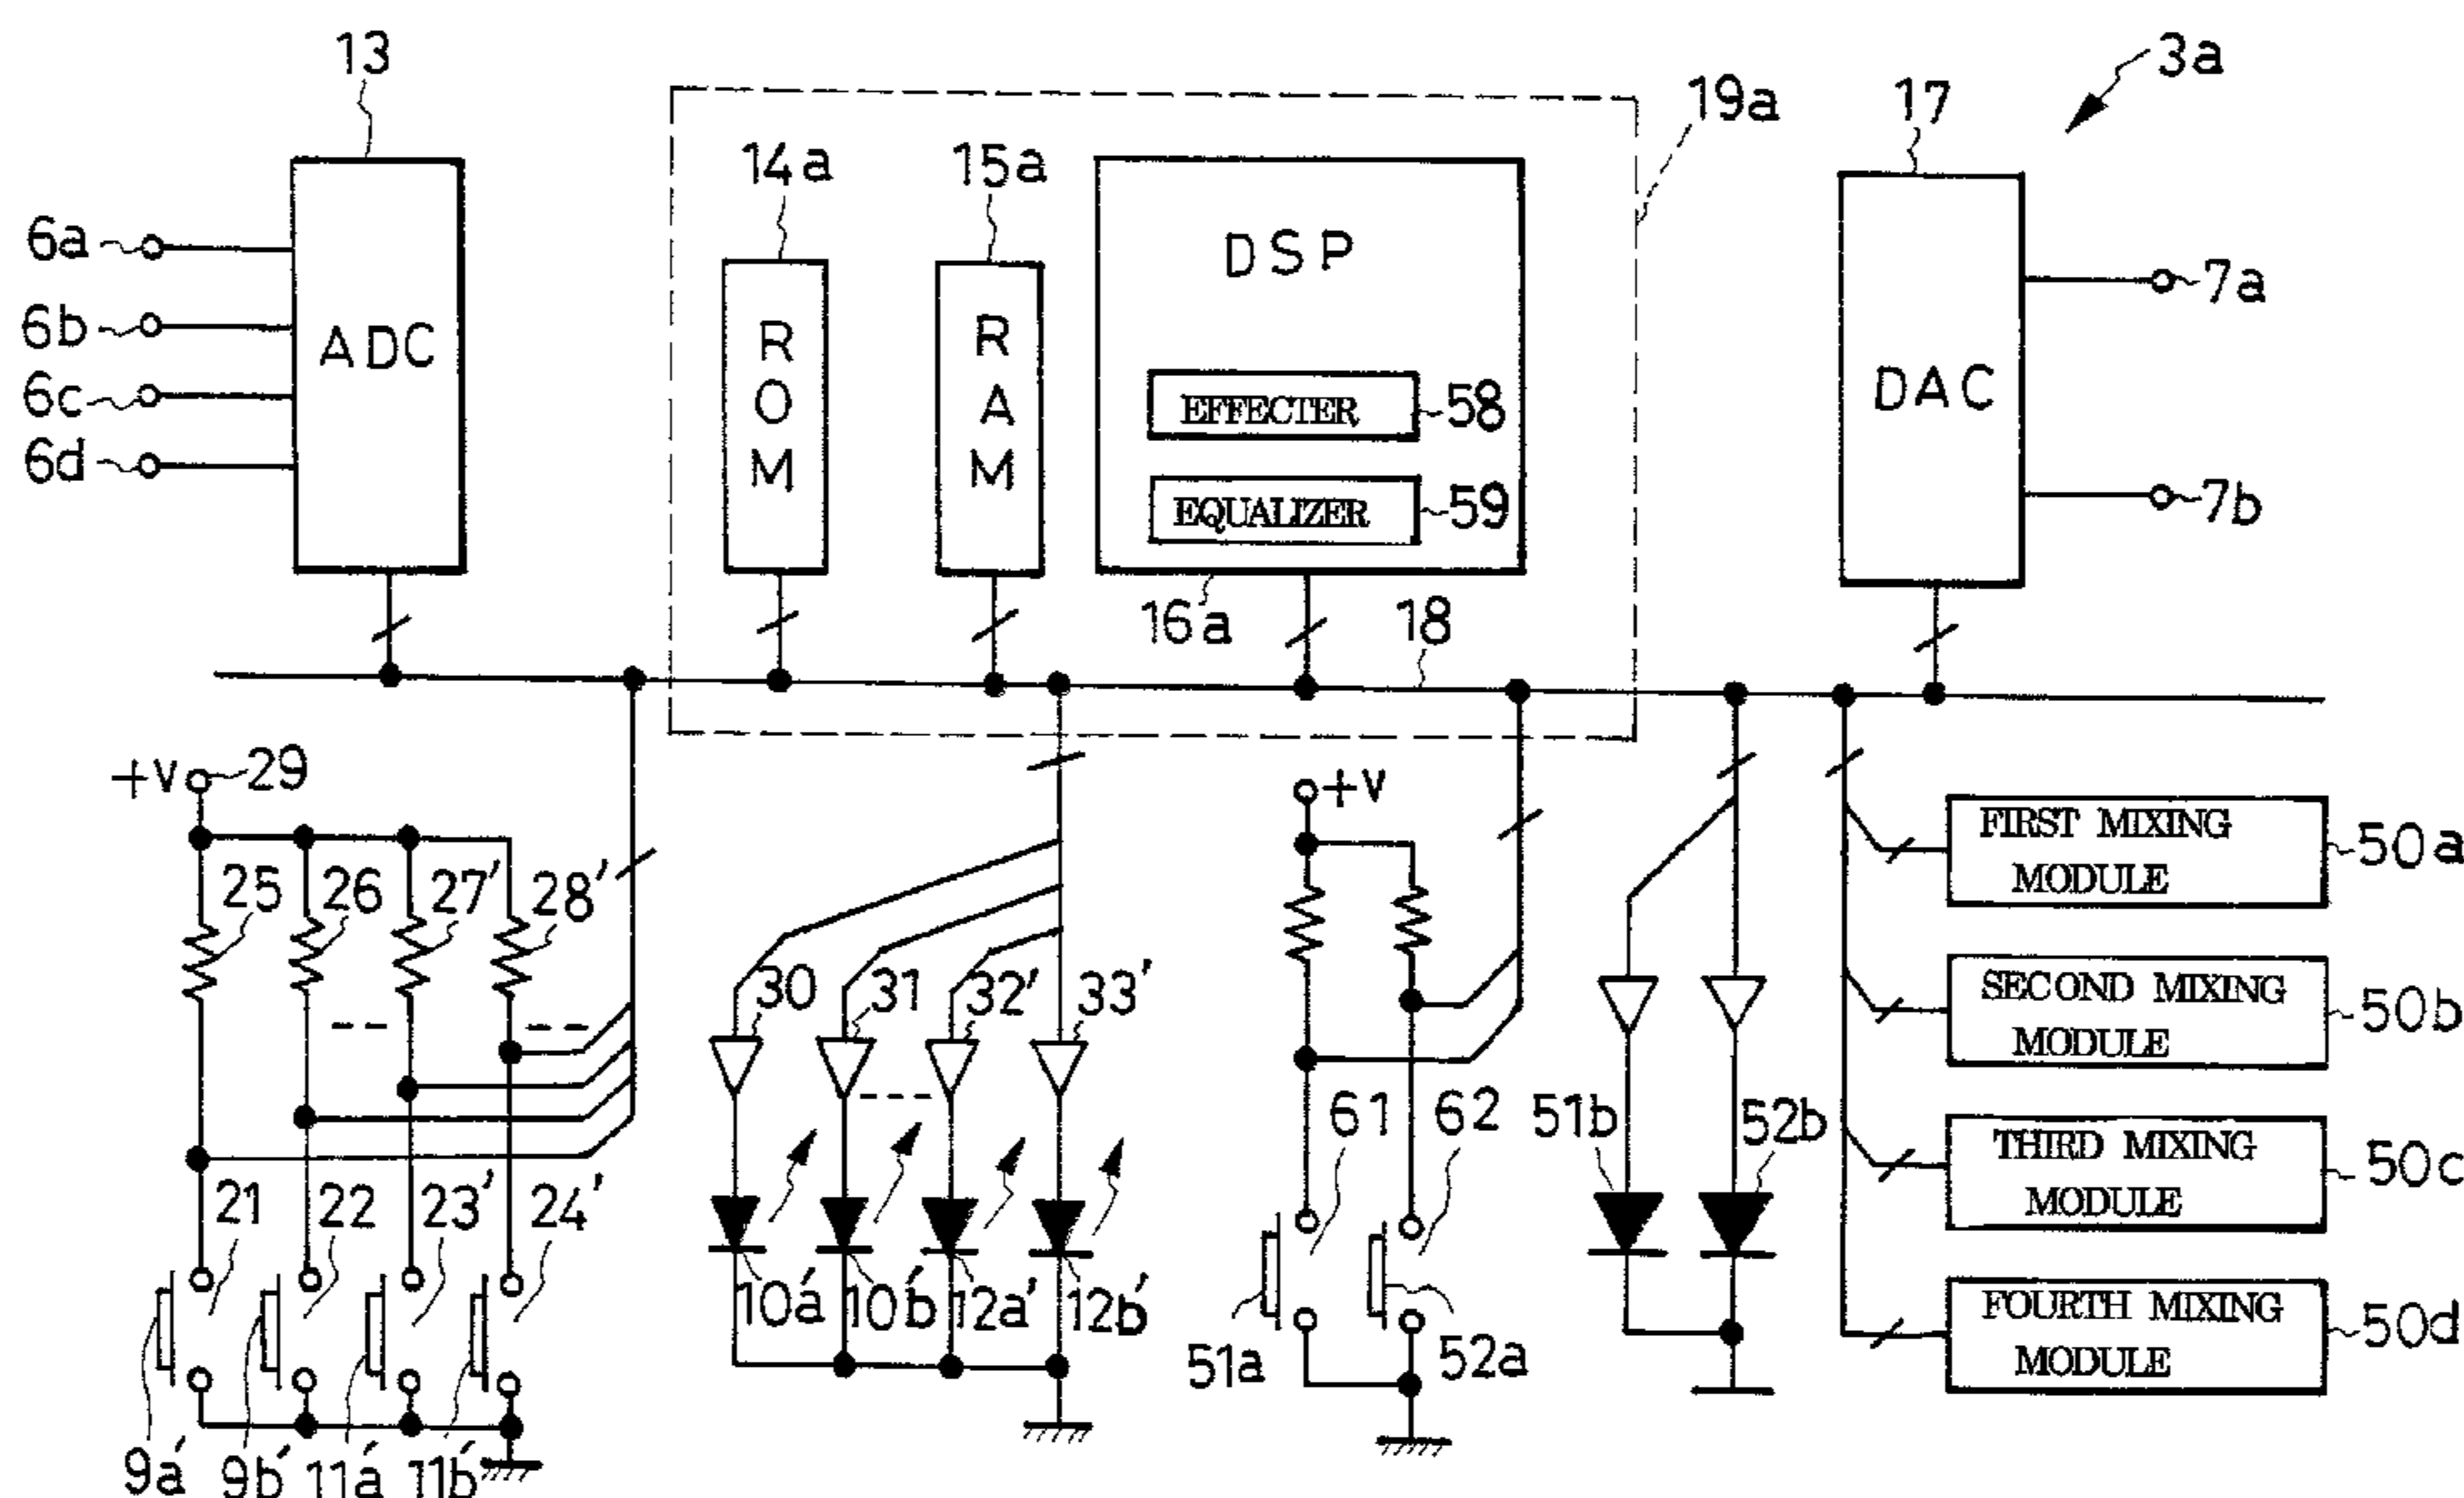 13
3a
19a
17
14a
15a
6a
6b
6c
6d
ADC
ROM
RAM
DSP
EFFECTER
58
EQUALIZER
59
16a
18
DAC
7a
7b
+V
29
25
26
27'
28'
30
31
32'
33'
+V
FIRST MIXING
MODULE
50a
SECOND MIXING
MODULE
50b
THIRD MIXING
MODULE
50c
FOURTH MIXING
MODULE
50d
21
22
23'
24'
61
62
51b
52b
10a'
10b'
12a'
12b'
51a
52a
9a'
9b'
11a'
11b'